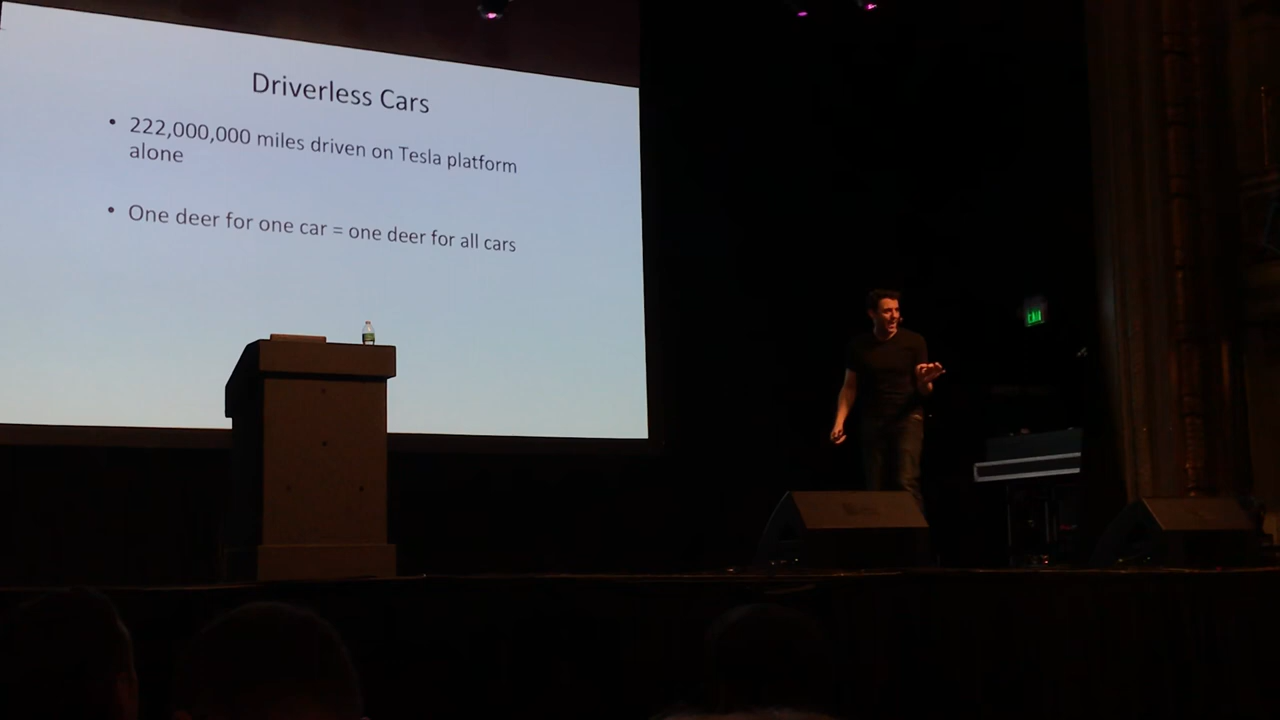 Driverless Cars
• 222,000,000 miles driven on Tesla platform
alone
• One deer for one car = one deer for all cars
EXIT